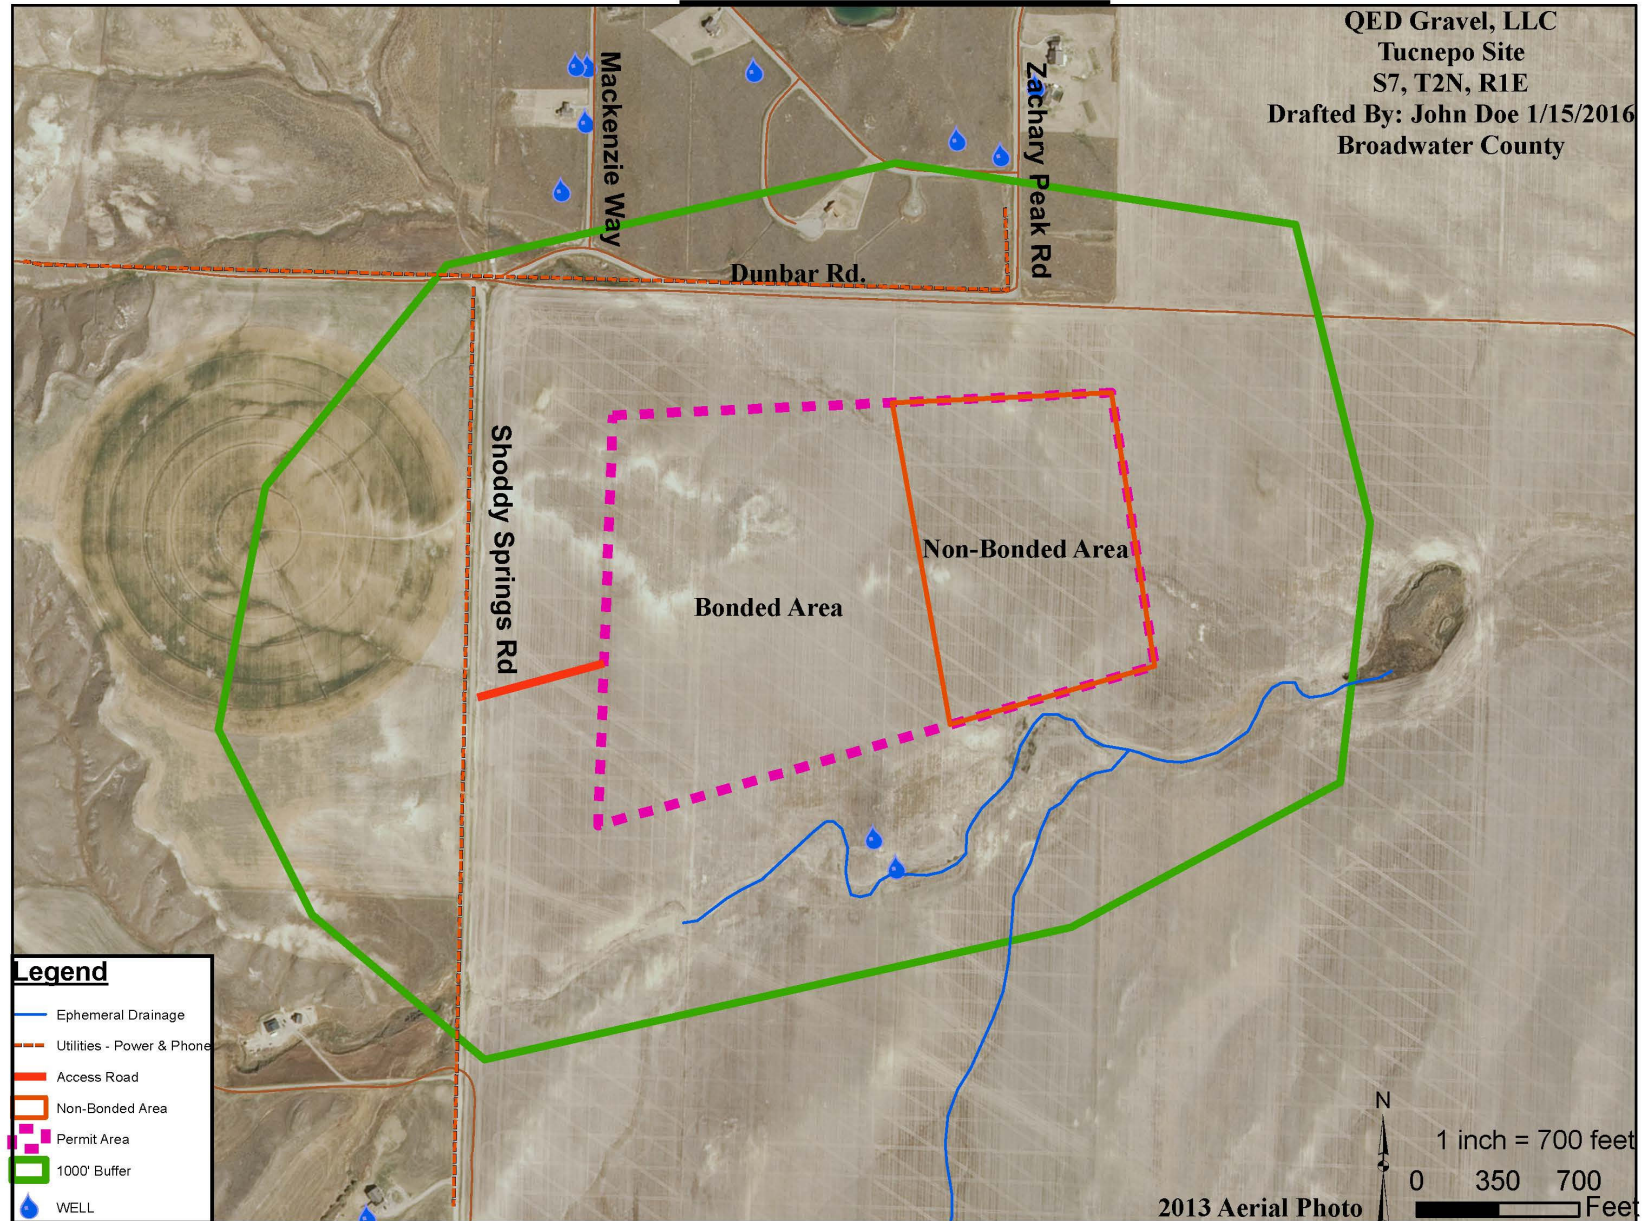 QED Gravel, LLC
Tucnepo Site
S7, T2N, R1E
Drafted By: John Doe 1/15/2016
Broadwater County
Mackenzie Way
Zachary Peak Rd
Dunbar Rd.
Shoddy Springs Rd
Non-Bonded Area
Bonded Area
Legend
Ephemeral Drainage
Utilities - Power & Phone
Access Road
Non-Bonded Area
Permit Area
1000' Buffer
WELL
N
1 inch = 700 feet
0 350 700
Feet
2013 Aerial Photo